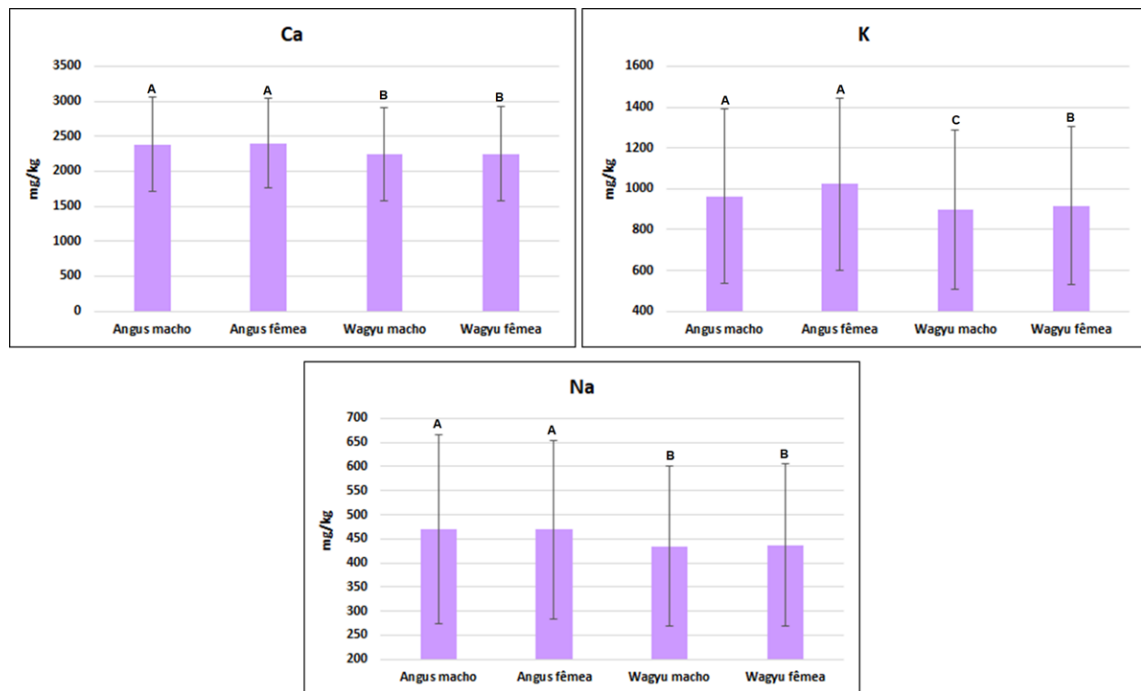 Ca
mg/kg
3500
3000
2500
2000
1500
1000
500
0
A A B B
Angus macho Angus fêmea Wagyu macho Wagyu fêmea
K
mg/kg
1600
1400
1200
1000
800
600
400
A A C B
Angus macho Angus fêmea Wagyu macho Wagyu fêmea
Na
mg/kg
700
650
600
550
500
450
400
350
300
250
200
A A B B
Angus macho Angus fêmea Wagyu macho Wagyu fêmea